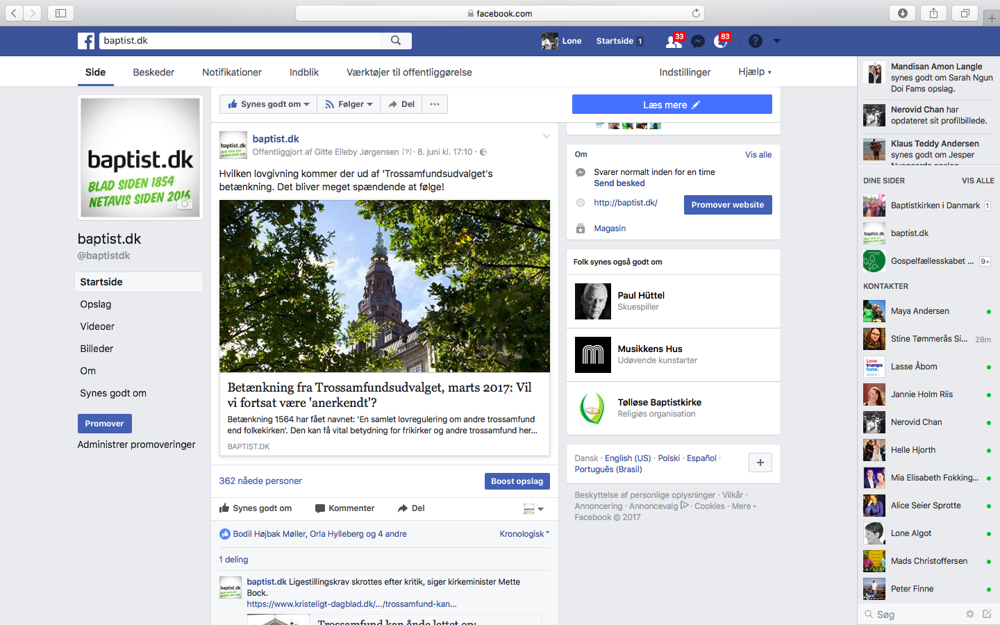 facebook.com
baptist.dk
Lone
Startside 1
33
83
?
Side
Beskeder
Notifikationer
Indblik
Værktøjer til offentliggørelse
Indstillinger
Hjælp
baptist.dk
BLAD SIDEN 1854
NETAVIS SIDEN 2016
baptist.dk
@baptistdk
Startside
Opslag
Videoer
Billeder
Om
Synes godt om
Promover
Administrer promoveringer
Synes godt om
Følger
Del
Læs mere
baptist.dk
Offentliggjort af Gitte Elleby Jørgensen [?] · 8. juni kl. 17:10 ·
Hvilken lovgivning kommer der ud af 'Trossamfundsudvalget's
betænkning. Det bliver meget spændende at følge!
Betænkning fra Trossamfundsudvalget, marts 2017: Vil
vi fortsat være 'anerkendt'?
Betænkning 1564 har fået navnet: 'En samlet lovregulering om andre trossamfund
end folkekirken'. Den kan få vital betydning for frikirker og andre trossamfund her...
BAPTIST.DK
362 nåede personer
Boost opslag
Synes godt om
Kommenter
Del
Bodil Højbak Møller, Orla Hylleberg og 4 andre
Kronologisk
1 deling
baptist.dk Ligestillingskrav skrottes efter kritik, siger kirkeminister Mette
Bock.
https://www.kristeligt-dagblad.dk/.../trossamfund-kan...
Trossamfund kan ånde lettet op:
Om
Vis alle
Svarer normalt inden for en time
Send besked
http://baptist.dk/
Promover website
Magasin
Folk synes også godt om
Paul Hüttel
Skuespiller
Musikkens Hus
Udøvende kunstarter
Tølløse Baptistkirke
Religiøs organisation
Dansk · English (US) · Polski · Español ·
Português (Brasil)
Beskyttelse af personlige oplysninger · Vilkår ·
Annoncering · Annoncevalg · Cookies · Mere
Facebook © 2017
Mandisan Amon Langle
synes godt om Sarah Ngun
Doi Fams opslag.
Nerovid Chan har
opdateret sit profilbillede.
Klaus Teddy Andersen
synes godt om Jesper
DINE SIDER
VIS ALLE
Baptistkirken i Danmark 1
baptist.dk
Gospelfællesskabet ... 9+
KONTAKTER
Maya Andersen
Stine Tømmerås Si... 28m
Love
trumps
hate.
Lasse Åbom
Jannie Holm Riis
Nerovid Chan
Helle Hjorth
Mia Elisabeth Fokking...
Alice Seier Sprotte
Lone Algot
Mads Christoffersen
Peter Finne
Søg